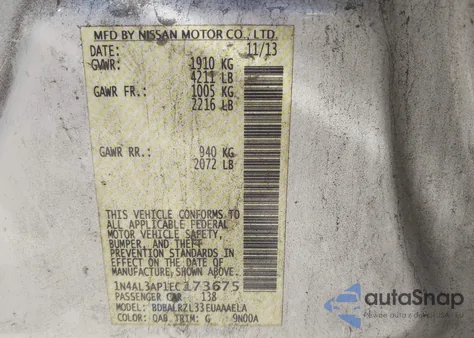 MFD BY NISSAN MOTOR CO., LTD.
DATE: 11/13
GVWR: 1910 KG
4211 LB
GAWR FR.: 1005 KG
2216 LB
GAWR RR.: 940 KG
2072 LB
THIS VEHICLE CONFORMS TO
ALL APPLICABLE FEDERAL
MOTOR VEHICLE SAFETY,
BUMPER, AND THEFT
PREVENTION STANDARDS IN
EFFECT ON THE DATE OF
MANUFACTURE SHOWN ABOVE.
1N4AL3AP1EC173675
PASSENGER CAR 138
MODEL: BDBALRZL33EUAAAELA
COLOR: QAB TRIM: G 9N00A
autoSnap